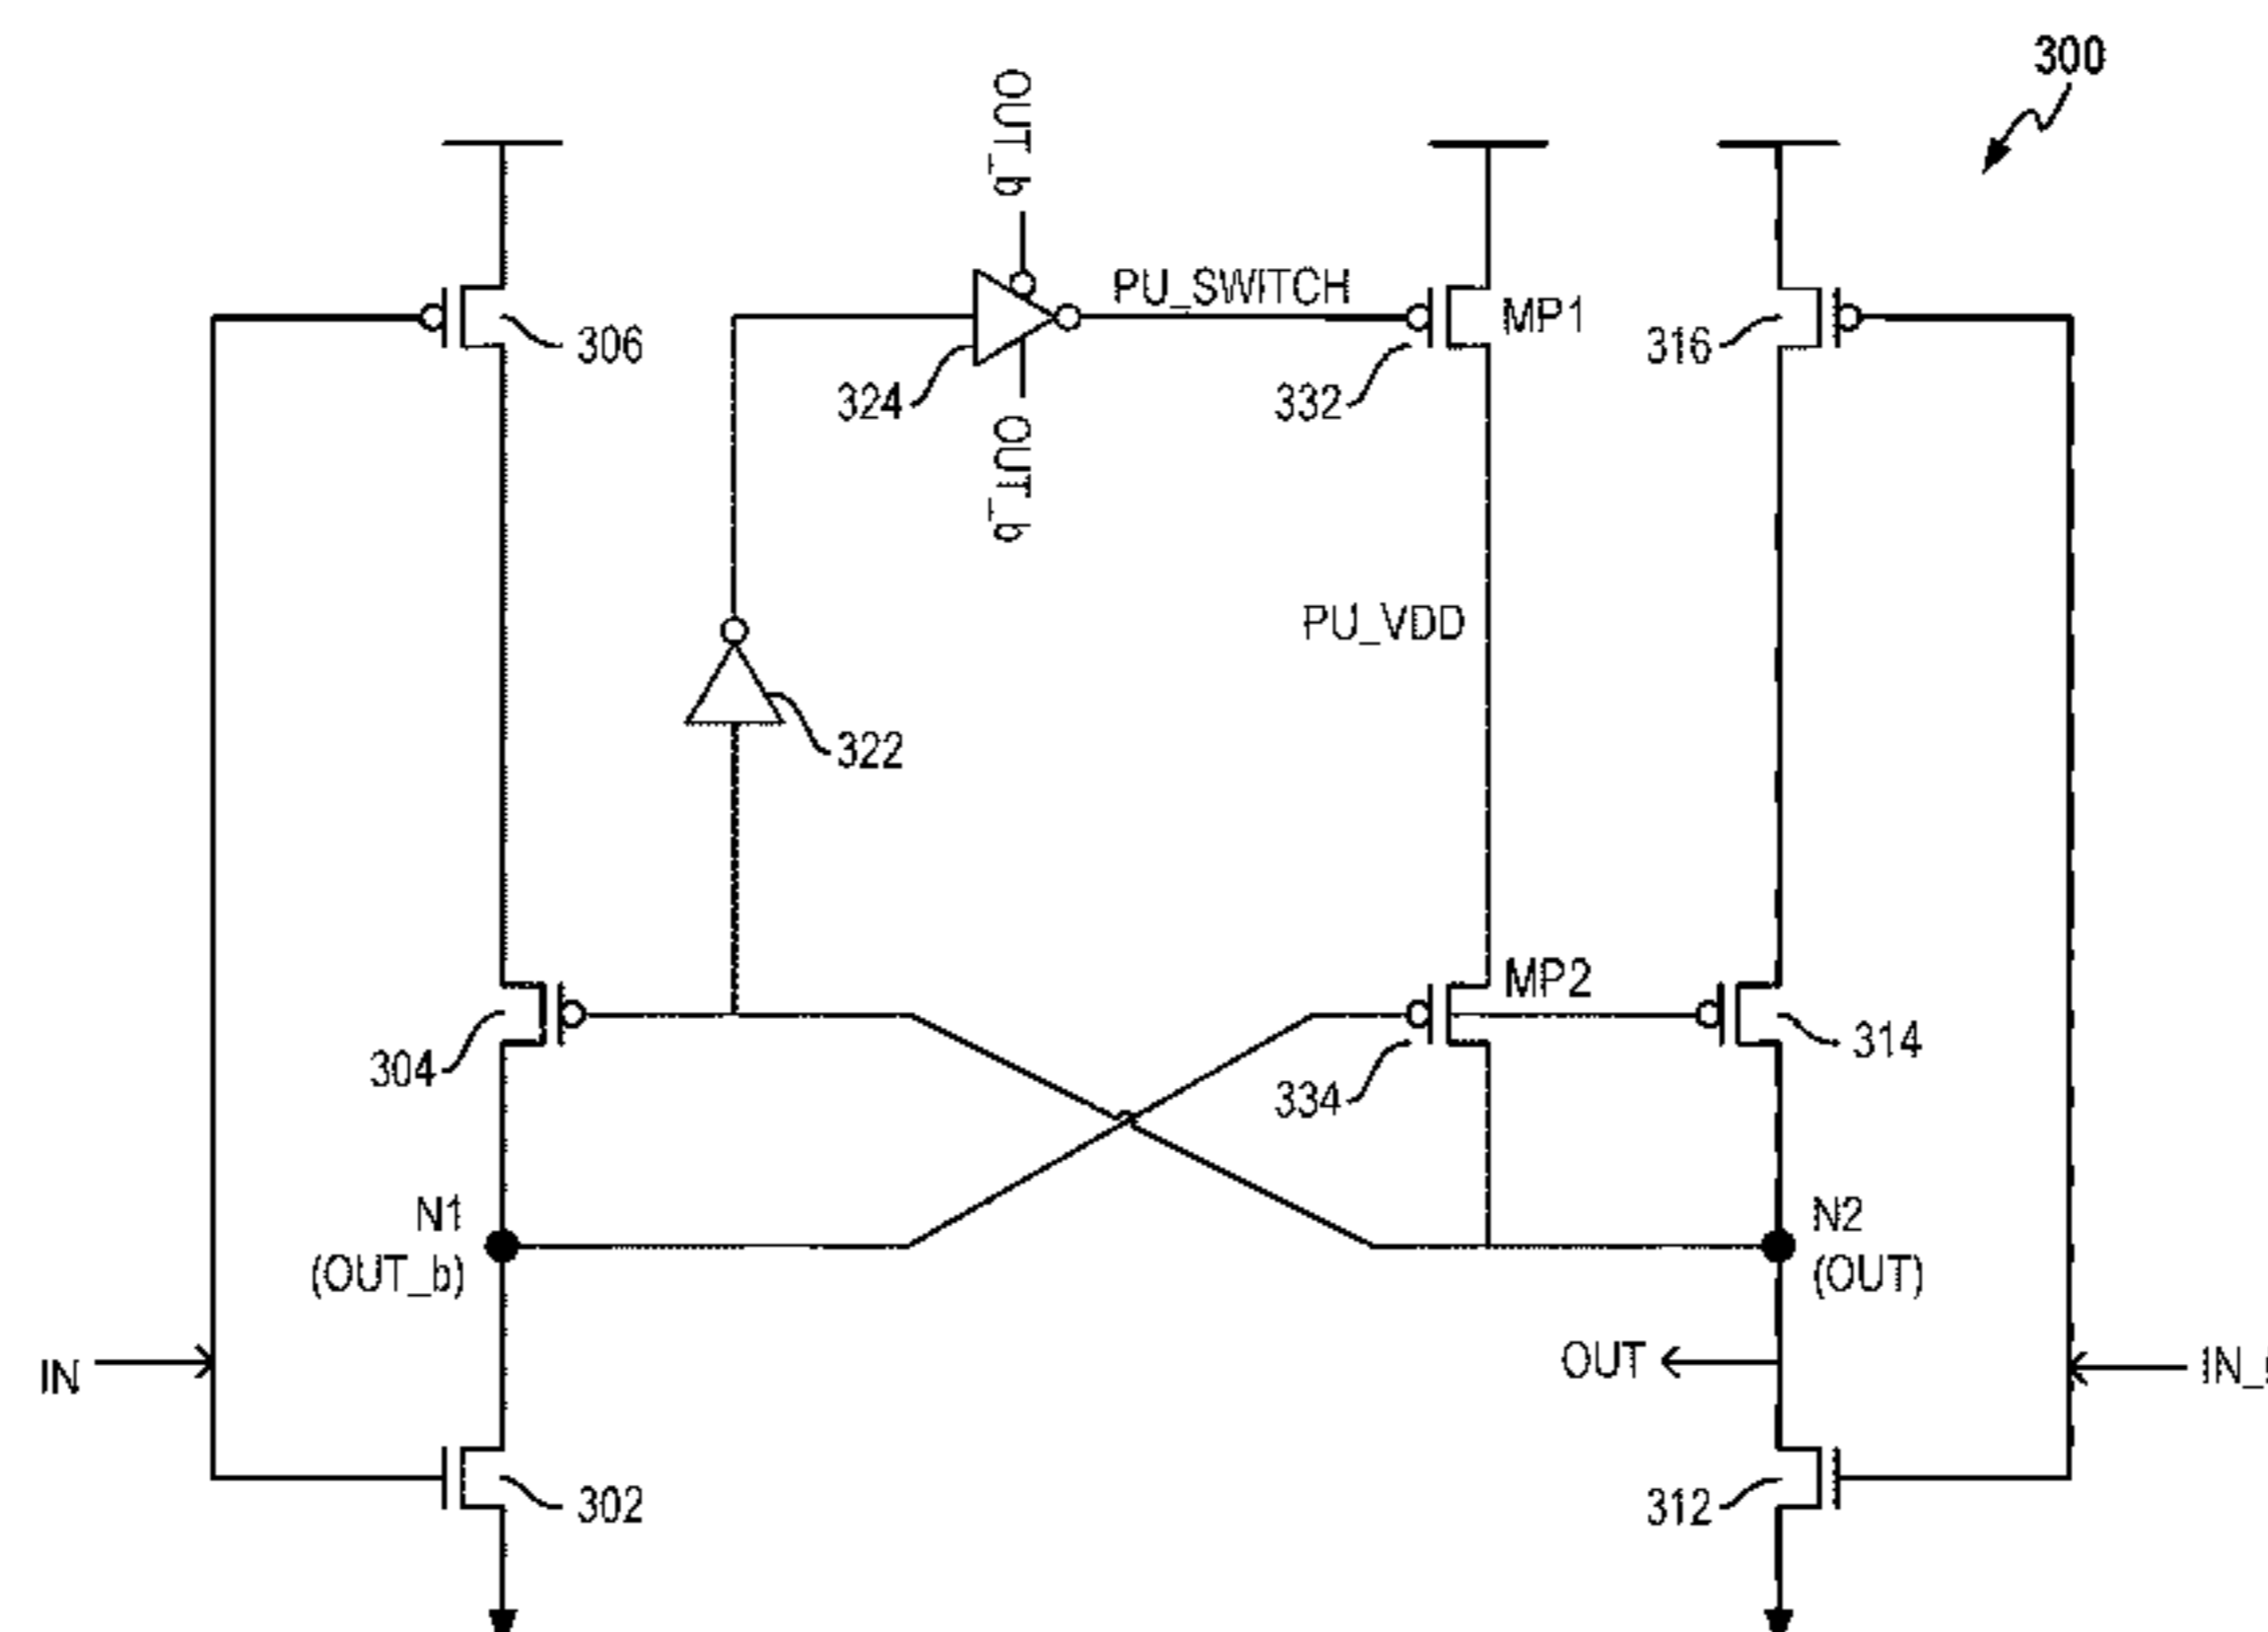 300
OUT_b
PU_SWITCH
MP1
306
316
324
332
OUT_b
PU_VDD
322
MP2
304
334
314
N1
(OUT_b)
N2
(OUT)
IN
OUT
302
312